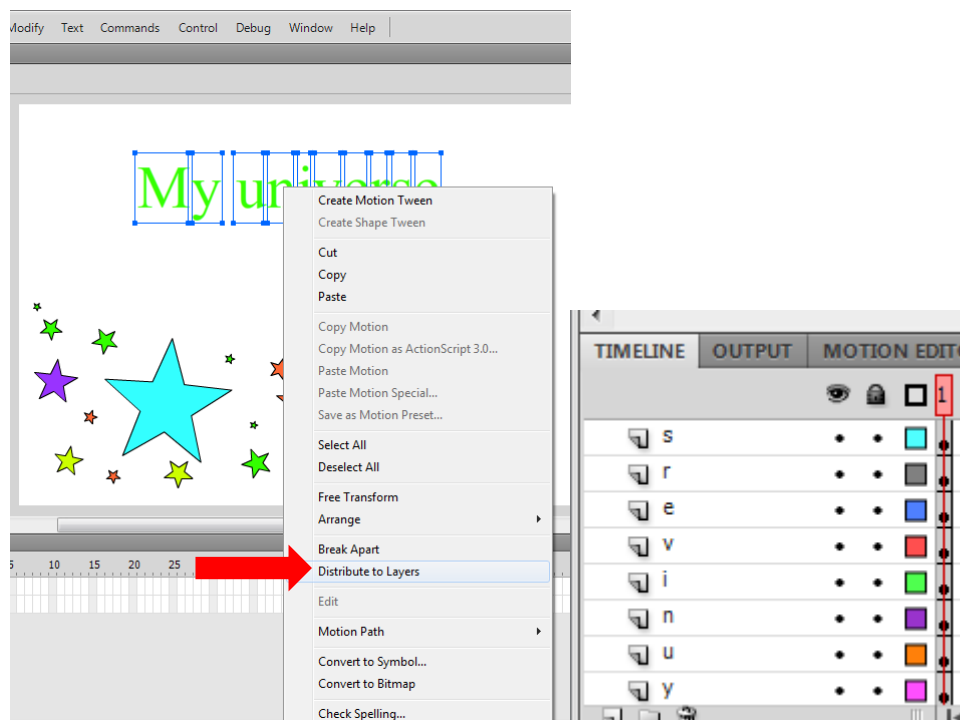 Modify Text Commands Control Debug Window Help
My universe
Create Motion Tween
Create Shape Tween
Cut
Copy
Paste
Copy Motion
Copy Motion as ActionScript 3.0...
Paste Motion
Paste Motion Special...
Save as Motion Preset...
Select All
Deselect All
Free Transform
Arrange
Break Apart
Distribute to Layers
Edit
Motion Path
Convert to Symbol...
Convert to Bitmap
Check Spelling...
5 10 15 20 25
TIMELINE OUTPUT MOTION EDITO
1
s
r
e
v
i
n
u
y